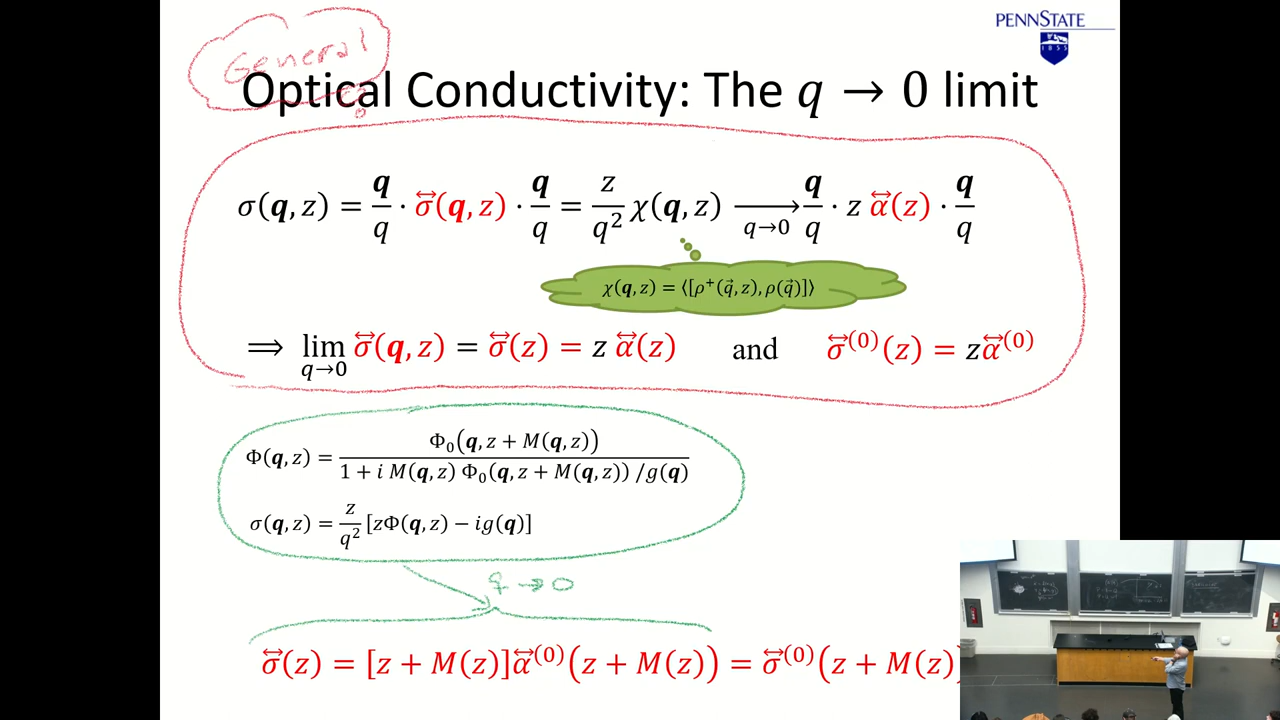 PENNSTATE
1855
General
Optical Conductivity: The q → 0 limit
σ(q, z) = q/q · σ⃡(q, z) · q/q = z/q² χ(q, z) ⟶ q→0 q/q · z α⃡(z) · q/q
χ(q, z) = ⟨[ρ⁺(q⃗, z), ρ(q⃗)]⟩
⟹ lim q→0 σ⃡(q, z) = σ⃡(z) = z α⃡(z) and σ⃡⁽⁰⁾(z) = zα⃡⁽⁰⁾
Φ(q, z) = Φ₀(q, z + M(q, z)) / 1 + i M(q, z) Φ₀(q, z + M(q, z)) /g(q)
σ(q, z) = z/q² [zΦ(q, z) − ig(q)]
q → 0
σ⃡(z) = [z + M(z)]α⃡⁽⁰⁾(z + M(z)) = σ⃡⁽⁰⁾(z + M(z)